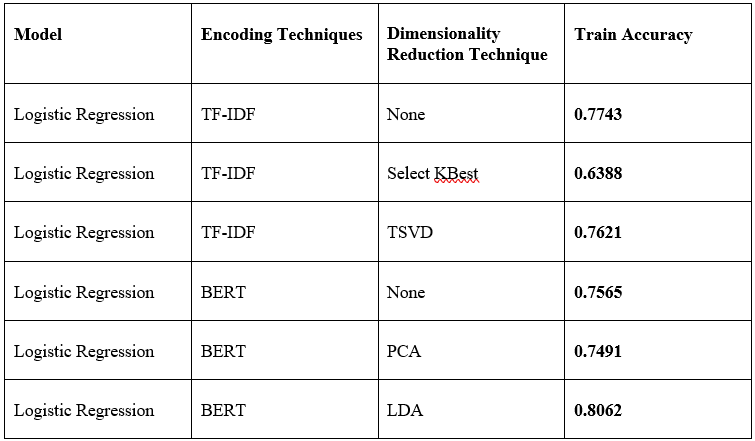 Model Encoding Techniques Dimensionality Reduction Technique Train Accuracy
Logistic Regression TF-IDF None 0.7743
Logistic Regression TF-IDF Select KBest 0.6388
Logistic Regression TF-IDF TSVD 0.7621
Logistic Regression BERT None 0.7565
Logistic Regression BERT PCA 0.7491
Logistic Regression BERT LDA 0.8062